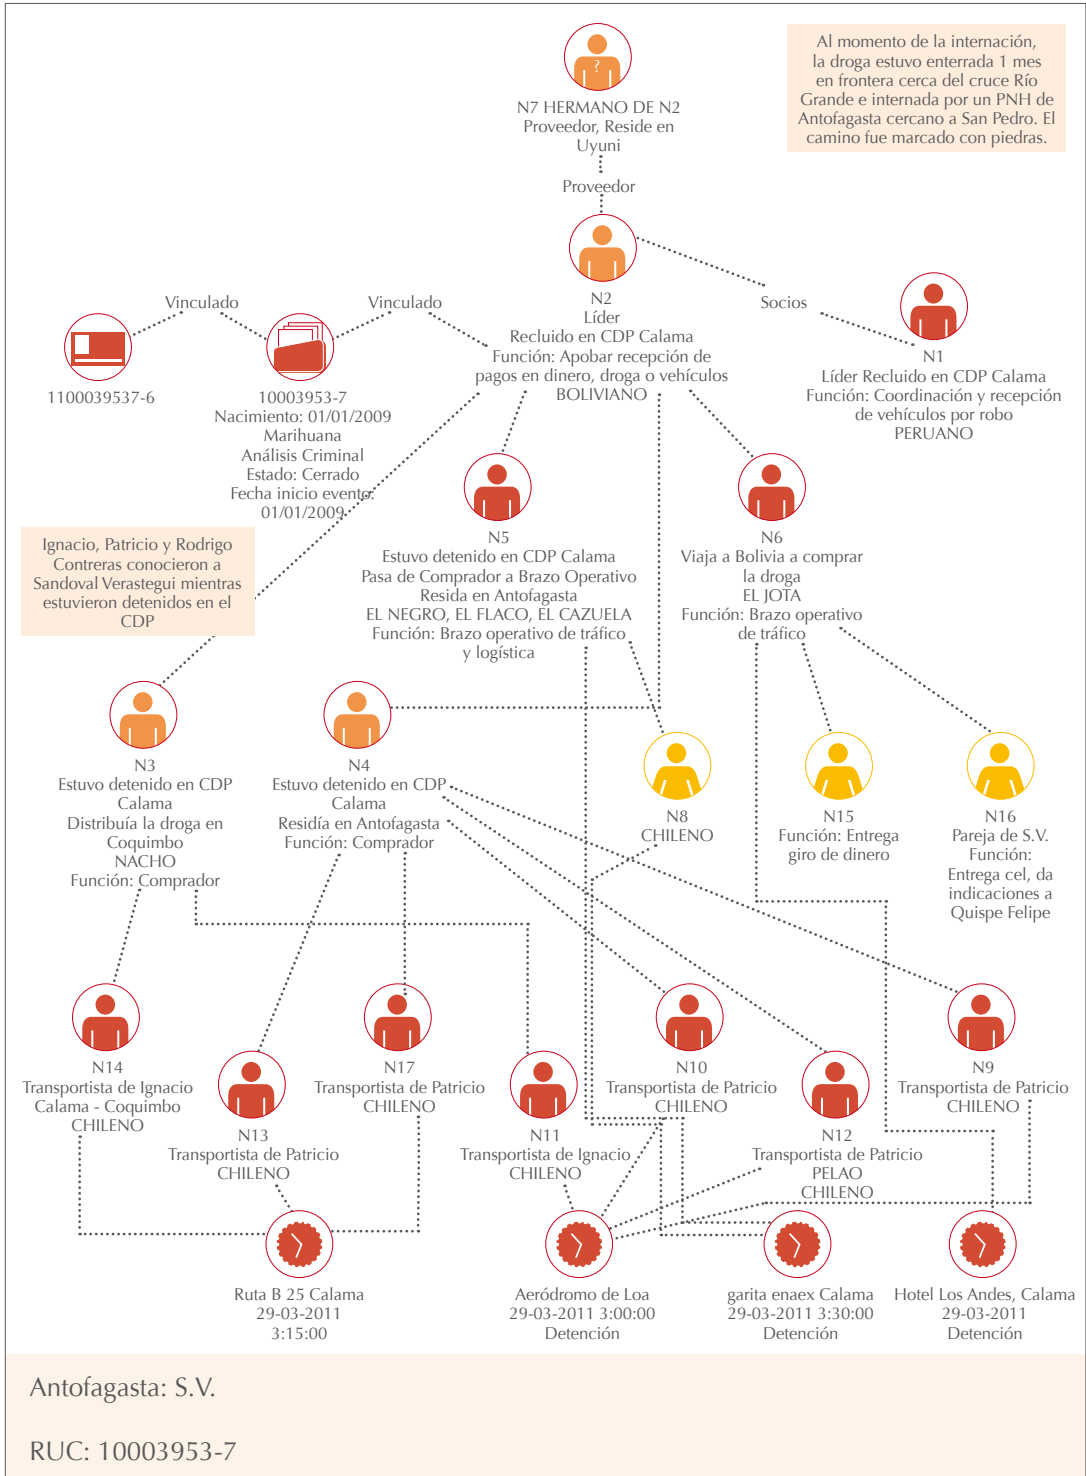 Al momento de la internación,
la droga estuvo enterrada 1 mes
en frontera cerca del cruce Río
Grande e internada por un PNH de
Antofagasta cercano a San Pedro. El
camino fue marcado con piedras.
?
N7 HERMANO DE N2
Proveedor, Reside en
Uyuni
Proveedor
N2
Líder
Recluido en CDP Calama
Función: Apobar recepción de
pagos en dinero, droga o vehículos
BOLIVIANO
Socios
N1
Líder Recluido en CDP Calama
Función: Coordinación y recepción
de vehículos por robo
PERUANO
Vinculado
Vinculado
1100039537-6
10003953-7
Nacimiento: 01/01/2009
Marihuana
Análisis Criminal
Estado: Cerrado
Fecha inicio evento:
01/01/2009
Ignacio, Patricio y Rodrigo
Contreras conocieron a
Sandoval Verastegui mientras
estuvieron detenidos en el
CDP
N5
Estuvo detenido en CDP Calama
Pasa de Comprador a Brazo Operativo
Resida en Antofagasta
EL NEGRO, EL FLACO, EL CAZUELA
Función: Brazo operativo de tráfico
y logística
N6
Viaja a Bolivia a comprar
la droga
EL JOTA
Función: Brazo operativo
de tráfico
N3
Estuvo detenido en CDP
Calama
Distribuía la droga en
Coquimbo
NACHO
Función: Comprador
N4
Estuvo detenido en CDP
Calama
Residía en Antofagasta
Función: Comprador
N8
CHILENO
N15
Función: Entrega
giro de dinero
N16
Pareja de S.V.
Función:
Entrega cel, da
indicaciones a
Quispe Felipe
N14
Transportista de Ignacio
Calama - Coquimbo
CHILENO
N13
Transportista de Patricio
CHILENO
N17
Transportista de Patricio
CHILENO
N11
Transportista de Ignacio
CHILENO
N10
Transportista de Patricio
CHILENO
N12
Transportista de Patricio
PELAO
CHILENO
N9
Transportista de Patricio
CHILENO
Ruta B 25 Calama
29-03-2011
3:15:00
Aeródromo de Loa
29-03-2011 3:00:00
Detención
garita enaex Calama
29-03-2011 3:30:00
Detención
Hotel Los Andes, Calama
29-03-2011
Detención
Antofagasta: S.V.
RUC: 10003953-7